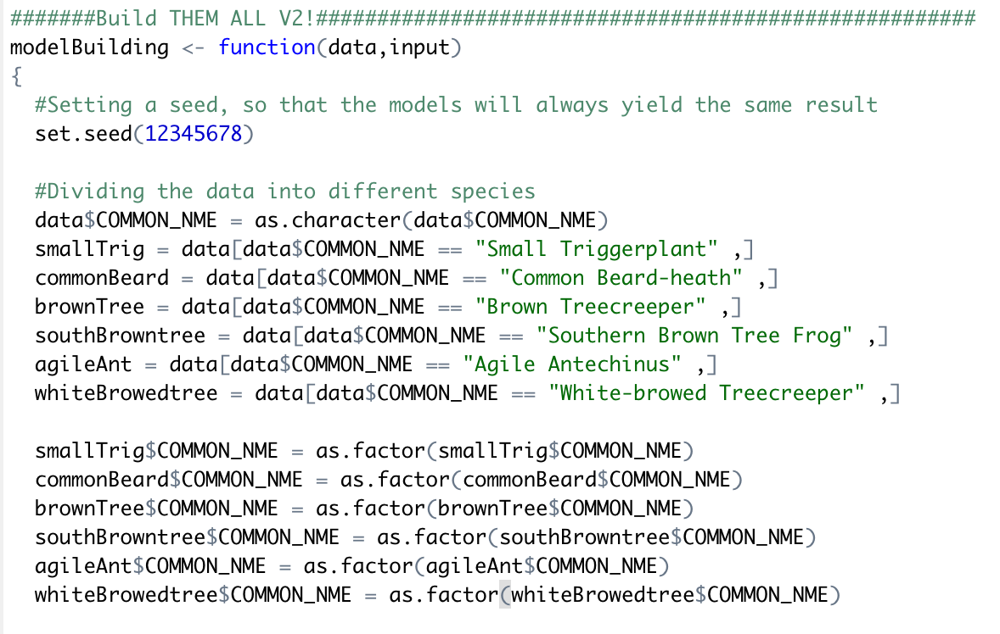 #######Build THEM ALL V2!######################################################
modelBuilding <- function(data,input)
{
  #Setting a seed, so that the models will always yield the same result
  set.seed(12345678)
  #Dividing the data into different species
  data$COMMON_NME = as.character(data$COMMON_NME)
  smallTrig = data[data$COMMON_NME == "Small Triggerplant" ,]
  commonBeard = data[data$COMMON_NME == "Common Beard-heath" ,]
  brownTree = data[data$COMMON_NME == "Brown Treecreeper" ,]
  southBrowntree = data[data$COMMON_NME == "Southern Brown Tree Frog" ,]
  agileAnt = data[data$COMMON_NME == "Agile Antechinus" ,]
  whiteBrowedtree = data[data$COMMON_NME == "White-browed Treecreeper" ,]
  smallTrig$COMMON_NME = as.factor(smallTrig$COMMON_NME)
  commonBeard$COMMON_NME = as.factor(commonBeard$COMMON_NME)
  brownTree$COMMON_NME = as.factor(brownTree$COMMON_NME)
  southBrowntree$COMMON_NME = as.factor(southBrowntree$COMMON_NME)
  agileAnt$COMMON_NME = as.factor(agileAnt$COMMON_NME)
  whiteBrowedtree$COMMON_NME = as.factor(whiteBrowedtree$COMMON_NME)